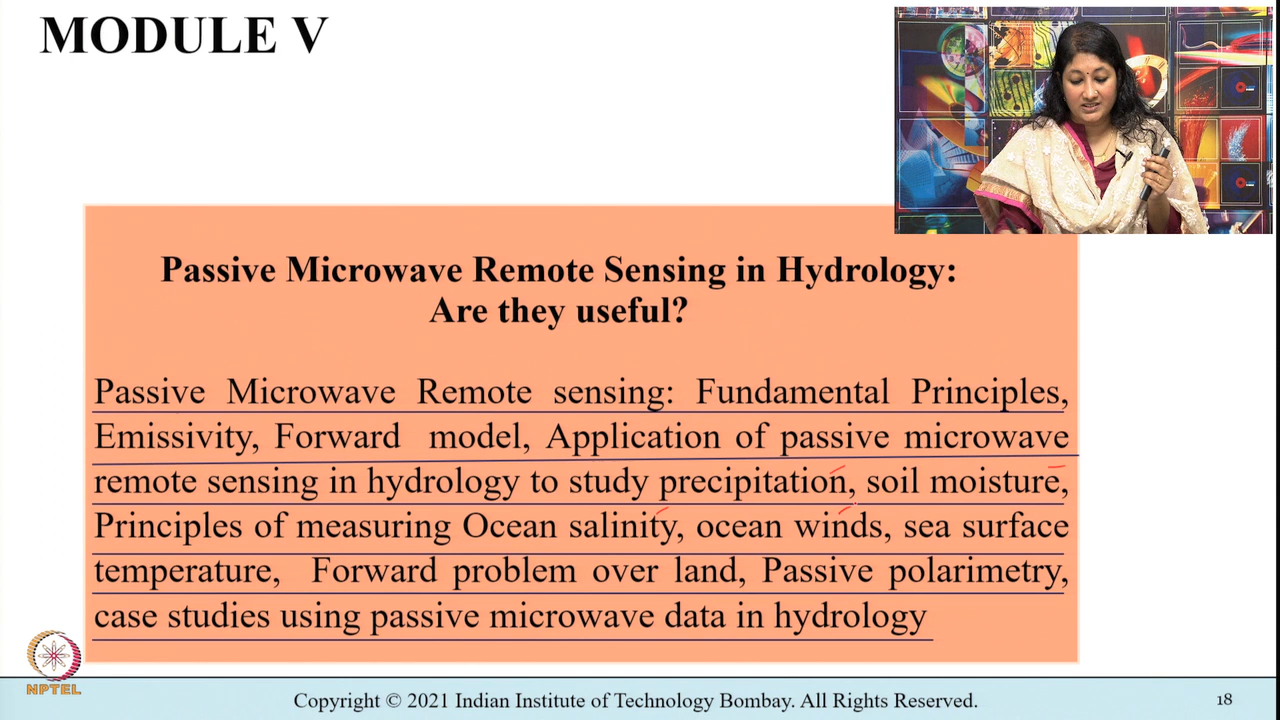 MODULE V
Passive Microwave Remote Sensing in Hydrology:
Are they useful?
Passive Microwave Remote sensing: Fundamental Principles,
Emissivity, Forward model, Application of passive microwave
remote sensing in hydrology to study precipitation, soil moisture,
Principles of measuring Ocean salinity, ocean winds, sea surface
temperature, Forward problem over land, Passive polarimetry,
case studies using passive microwave data in hydrology
NPTEL
Copyright © 2021 Indian Institute of Technology Bombay. All Rights Reserved.
18